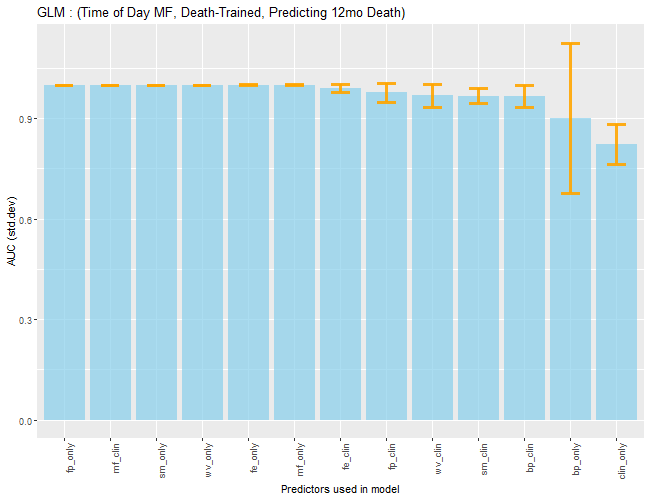 GLM : (Time of Day MF, Death-Trained, Predicting 12mo Death)
AUC (std.dev)
0.9
0.6
0.3
0.0
fp_only
mf_clin
sm_only
wv_only
fe_only
mf_only
fe_clin
fp_clin
wv_clin
sm_clin
bp_clin
bp_only
clin_only
Predictors used in model